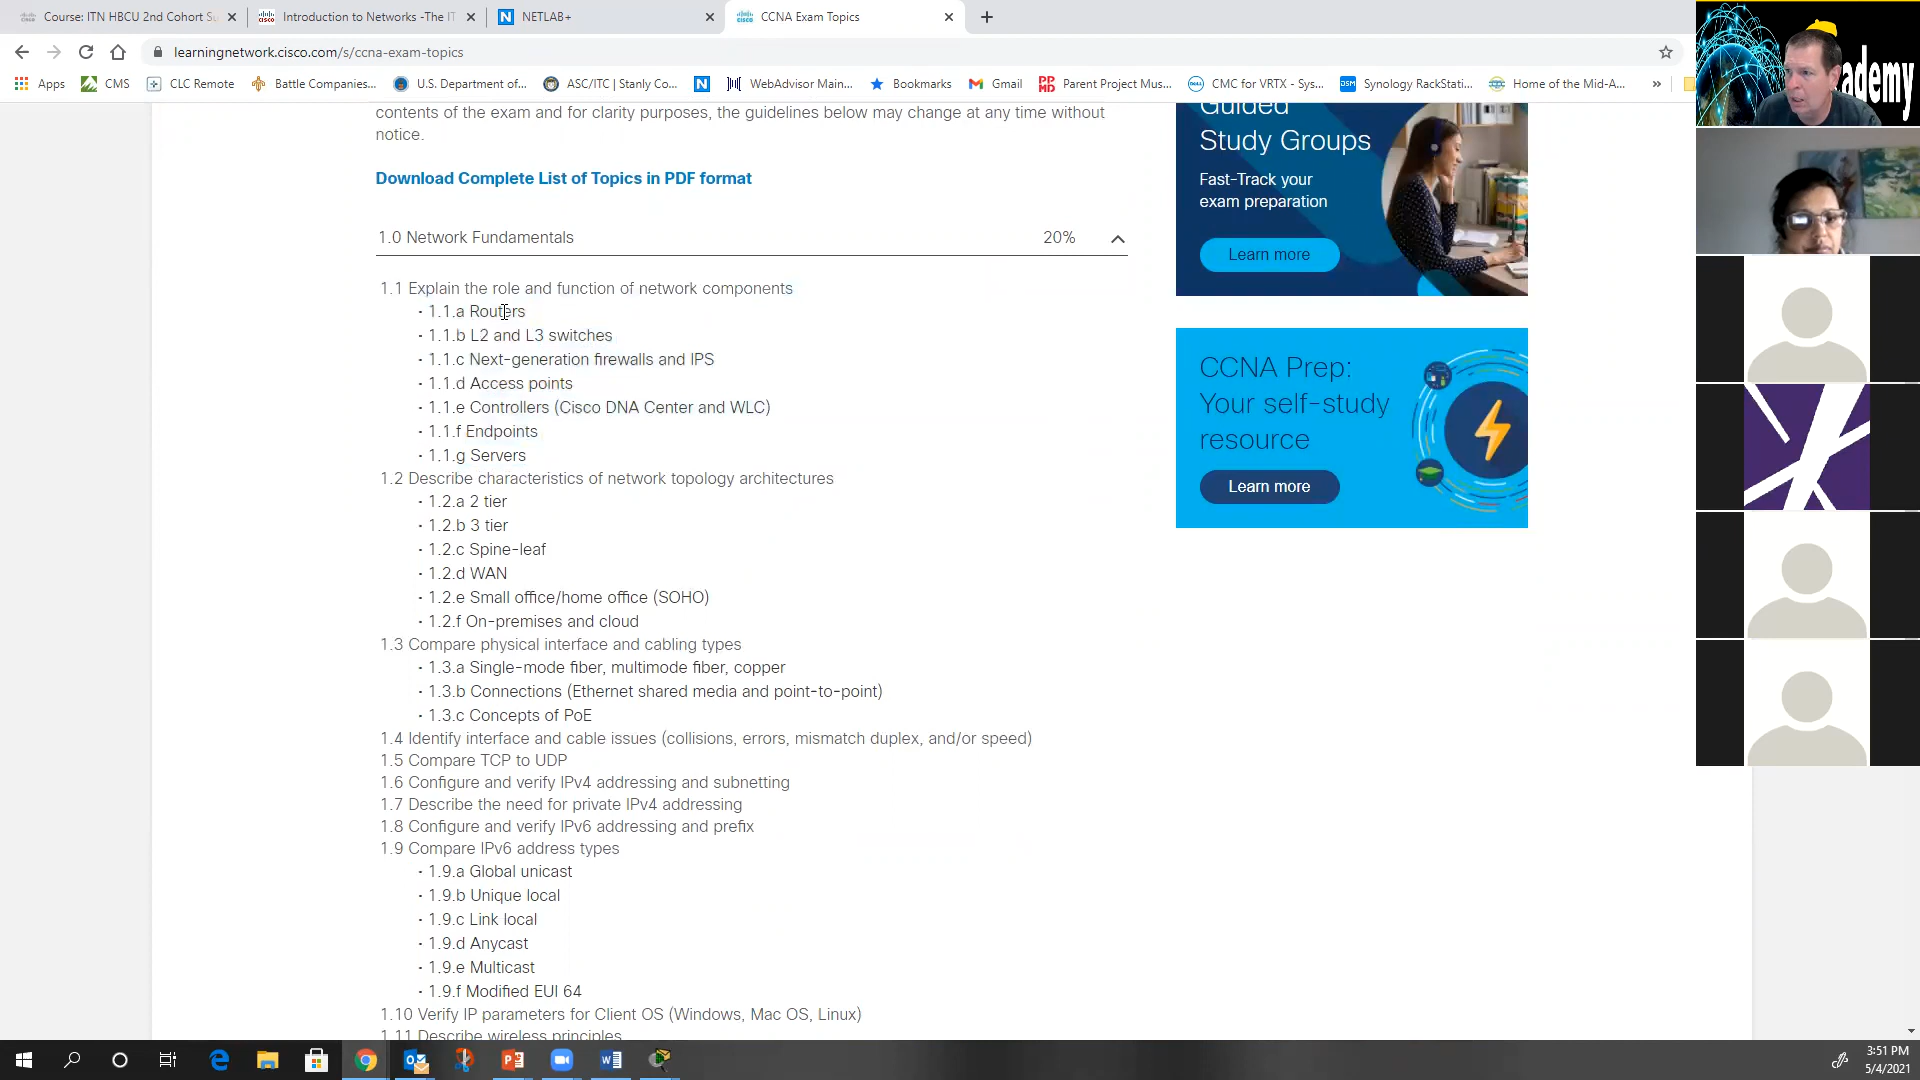 Course: ITN HBCU 2nd Cohort Su
Introduction to Networks -The IT
NETLAB+
CCNA Exam Topics
learningnetwork.cisco.com/s/ccna-exam-topics
Apps
CMS
CLC Remote
Battle Companies...
U.S. Department of...
ASC/ITC | Stanly Co...
WebAdvisor Main...
Bookmarks
Gmail
Parent Project Mus...
CMC for VRTX - Sys...
Synology RackStati...
Home of the Mid-A...
ademy
contents of the exam and for clarity purposes, the guidelines below may change at any time without
notice.
Download Complete List of Topics in PDF format
1.0 Network Fundamentals 20%
1.1 Explain the role and function of network components
• 1.1.a Routers
• 1.1.b L2 and L3 switches
• 1.1.c Next-generation firewalls and IPS
• 1.1.d Access points
• 1.1.e Controllers (Cisco DNA Center and WLC)
• 1.1.f Endpoints
• 1.1.g Servers
1.2 Describe characteristics of network topology architectures
• 1.2.a 2 tier
• 1.2.b 3 tier
• 1.2.c Spine-leaf
• 1.2.d WAN
• 1.2.e Small office/home office (SOHO)
• 1.2.f On-premises and cloud
1.3 Compare physical interface and cabling types
• 1.3.a Single-mode fiber, multimode fiber, copper
• 1.3.b Connections (Ethernet shared media and point-to-point)
• 1.3.c Concepts of PoE
1.4 Identify interface and cable issues (collisions, errors, mismatch duplex, and/or speed)
1.5 Compare TCP to UDP
1.6 Configure and verify IPv4 addressing and subnetting
1.7 Describe the need for private IPv4 addressing
1.8 Configure and verify IPv6 addressing and prefix
1.9 Compare IPv6 address types
• 1.9.a Global unicast
• 1.9.b Unique local
• 1.9.c Link local
• 1.9.d Anycast
• 1.9.e Multicast
• 1.9.f Modified EUI 64
1.10 Verify IP parameters for Client OS (Windows, Mac OS, Linux)
1.11 Describe wireless principles
Guided
Study Groups
Fast-Track your
exam preparation
Learn more
CCNA Prep:
Your self-study
resource
Learn more
3:51 PM
5/4/2021